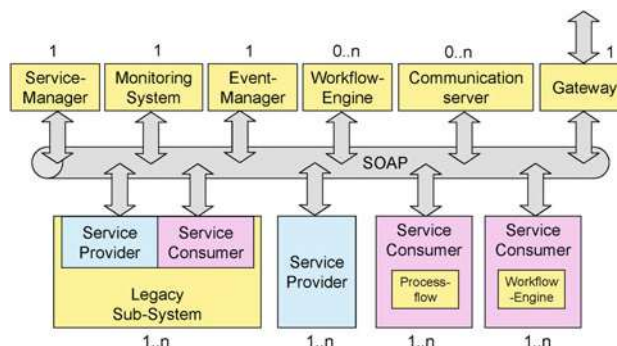 1
1
1
0..n
0..n
1
Service-
Manager
Monitoring
System
Event-
Manager
Workflow-
Engine
Communication
server
Gateway
SOAP
Service
Provider
Service
Consumer
Legacy
Sub-System
Service
Provider
Service
Consumer
Process-
flow
Service
Consumer
Workflow
-Engine
1..n
1..n
1..n
1..n